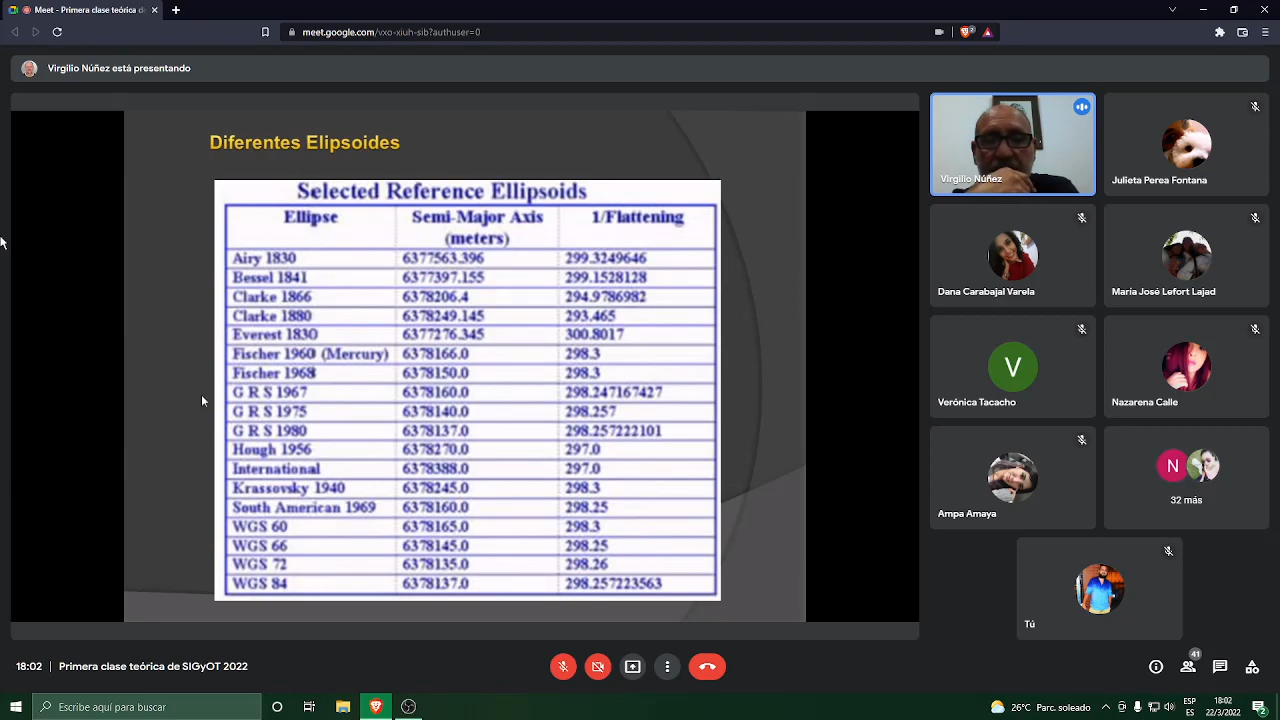 Meet - Primera clase teórica de
meet.google.com/vxo-xiuh-sib?authuser=0
Virgilio Núñez está presentando
Diferentes Elipsoides
Selected Reference Ellipsoids
Ellipse Semi-Major Axis (meters) 1/Flattening
Airy 1830 6377563.396 299.3249646
Bessel 1841 6377397.155 299.1528128
Clarke 1866 6378206.4 294.9786982
Clarke 1880 6378249.145 293.465
Everest 1830 6377276.345 300.8017
Fischer 1960 (Mercury) 6378166.0 298.3
Fischer 1968 6378150.0 298.3
G R S 1967 6378160.0 298.247167427
G R S 1975 6378140.0 298.257
G R S 1980 6378137.0 298.257222101
Hough 1956 6378270.0 297.0
International 6378388.0 297.0
Krassovsky 1940 6378245.0 298.3
South American 1969 6378160.0 298.25
WGS 60 6378165.0 298.3
WGS 66 6378145.0 298.25
WGS 72 6378135.0 298.26
WGS 84 6378137.0 298.257223563
Virgilio Núñez
Julieta Perea Fontana
Dana Carabajal Varela
María José Lefort Lajad
V
Verónica Tacacho
Nazarena Calle
Ampa Amaya
N
32 más
Tú
18:02 | Primera clase teórica de SIGyOT 2022
41
Escribe aquí para buscar
26°C Parc. soleado
ESP
LAA
18:02
22/8/2022
2